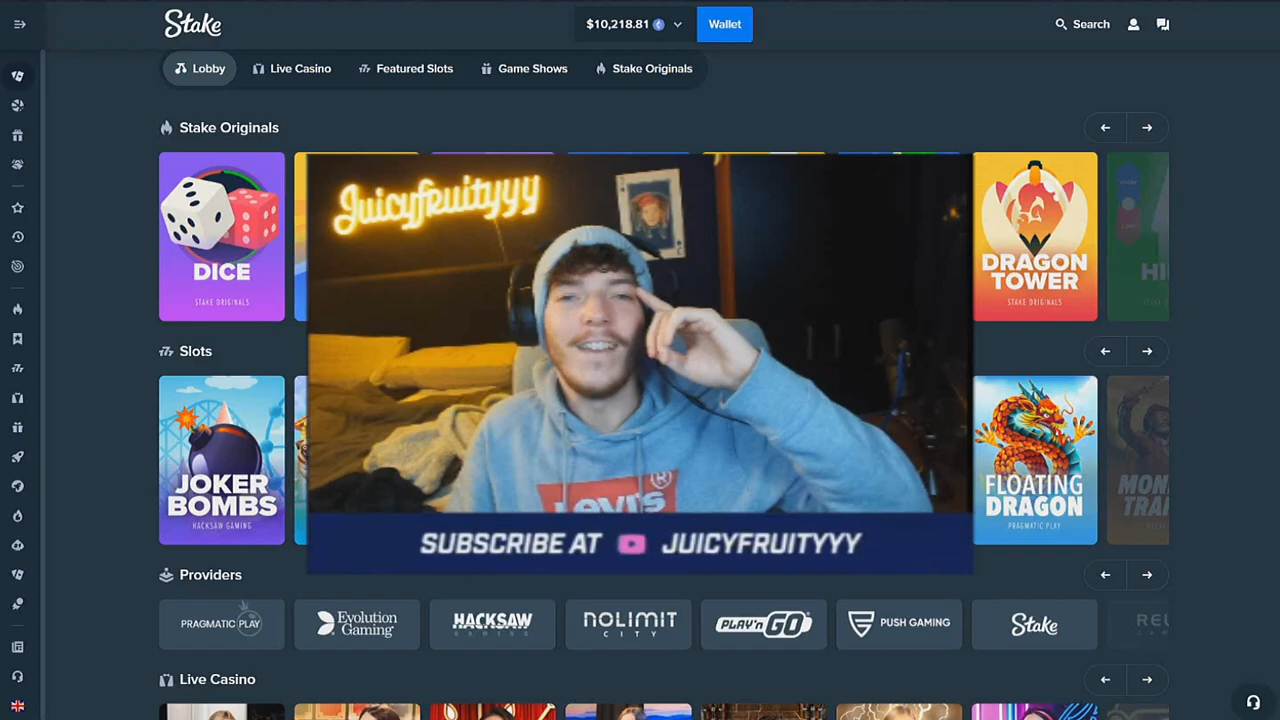 Stake
$10,218.81
Wallet
Search
Lobby
Live Casino
Featured Slots
Game Shows
Stake Originals
Stake Originals
DICE
STAKE ORIGINALS
Juicyfruityyy
DRAGON
TOWER
STAKE ORIGINALS
Slots
JOKER
BOMBS
HACKSAW GAMING
Levi's
®
FLOATING
DRAGON
PRAGMATIC PLAY
SUBSCRIBE AT JUICYFRUITYYY
Providers
PRAGMATIC PLAY
Evolution
Gaming
HACKSAW
GAMING
NOLIMIT
CITY
PLAY'n GO
PUSH GAMING
Stake
Live Casino